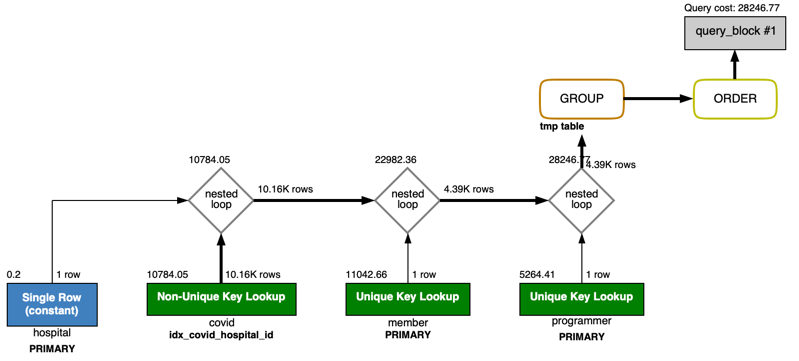 Query cost: 28246.77
query_block #1
GROUP
ORDER
tmp table
10784.05
22982.36
28246.77
4.39K rows
nested
loop
10.16K rows
nested
loop
4.39K rows
nested
loop
0.2
1 row
10784.05
10.16K rows
11042.66
1 row
5264.41
1 row
Single Row
(constant)
Non-Unique Key Lookup
Unique Key Lookup
Unique Key Lookup
hospital
PRIMARY
covid
idx_covid_hospital_id
member
PRIMARY
programmer
PRIMARY